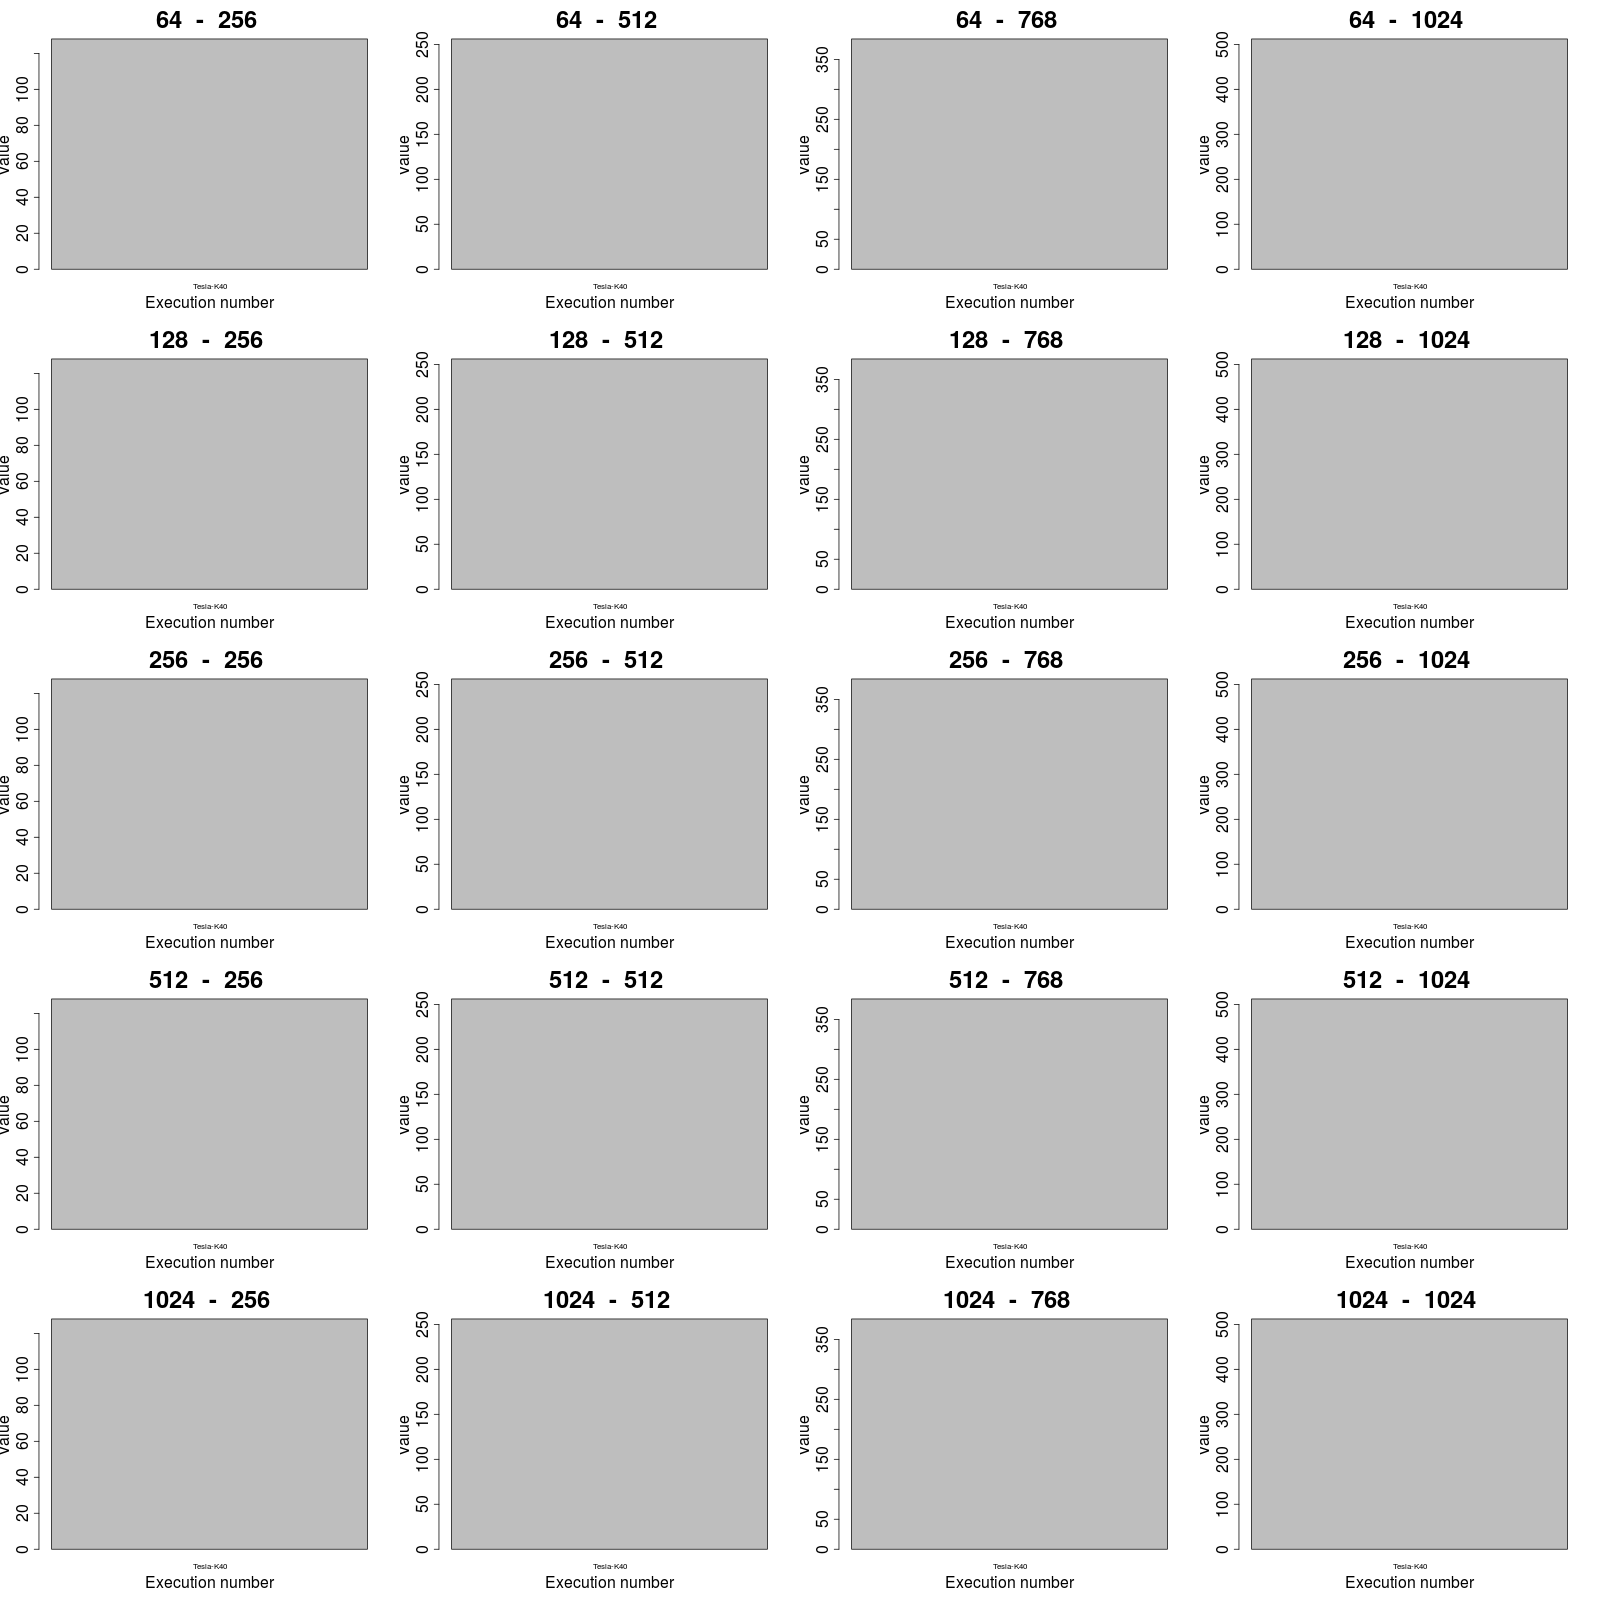 64 - 256
64 - 512
64 - 768
64 - 1024
value
0 20 40 60 80 100
value
0 50 100 150 200 250
value
0 50 150 250 350
value
0 100 200 300 400 500
Tesla-K40
Tesla-K40
Tesla-K40
Tesla-K40
Execution number
Execution number
Execution number
Execution number
128 - 256
128 - 512
128 - 768
128 - 1024
value
0 20 40 60 80 100
value
0 50 100 150 200 250
value
0 50 150 250 350
value
0 100 200 300 400 500
Tesla-K40
Tesla-K40
Tesla-K40
Tesla-K40
Execution number
Execution number
Execution number
Execution number
256 - 256
256 - 512
256 - 768
256 - 1024
value
0 20 40 60 80 100
value
0 50 100 150 200 250
value
0 50 150 250 350
value
0 100 200 300 400 500
Tesla-K40
Tesla-K40
Tesla-K40
Tesla-K40
Execution number
Execution number
Execution number
Execution number
512 - 256
512 - 512
512 - 768
512 - 1024
value
0 20 40 60 80 100
value
0 50 100 150 200 250
value
0 50 150 250 350
value
0 100 200 300 400 500
Tesla-K40
Tesla-K40
Tesla-K40
Tesla-K40
Execution number
Execution number
Execution number
Execution number
1024 - 256
1024 - 512
1024 - 768
1024 - 1024
value
0 20 40 60 80 100
value
0 50 100 150 200 250
value
0 50 150 250 350
value
0 100 200 300 400 500
Tesla-K40
Tesla-K40
Tesla-K40
Tesla-K40
Execution number
Execution number
Execution number
Execution number